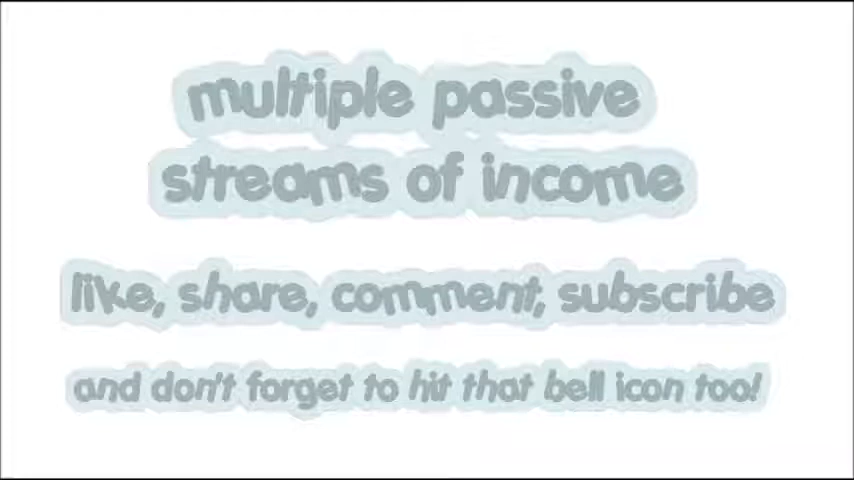 multiple passive
streams of income
like, share, comment, subscribe
and don't forget to hit that bell icon too!